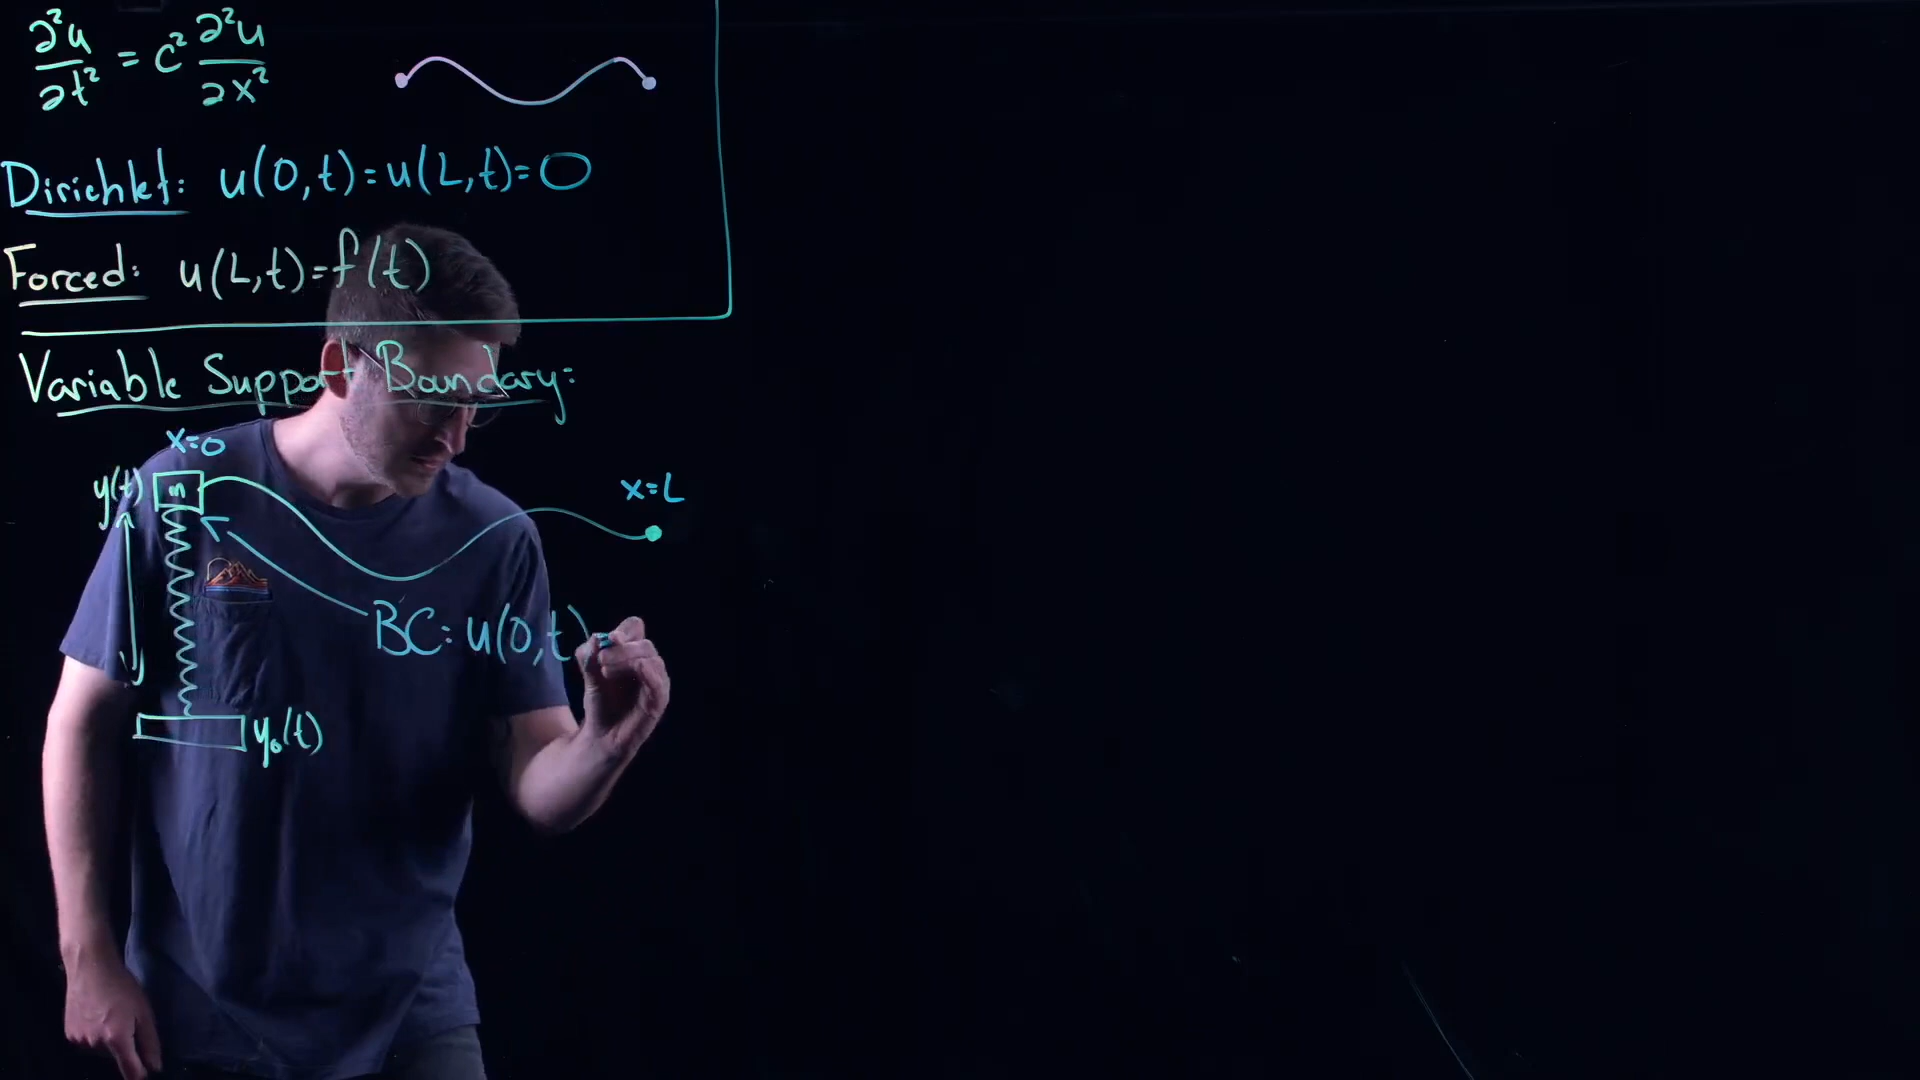 ∂²u/∂t² = c² ∂²u/∂x²
Dirichlet: u(0,t)=u(L,t)=0
Forced: u(L,t)=f(t)
Variable Support Boundary:
x=0
y(t) m
x=L
BC: u(0,t)=
y₀(t)